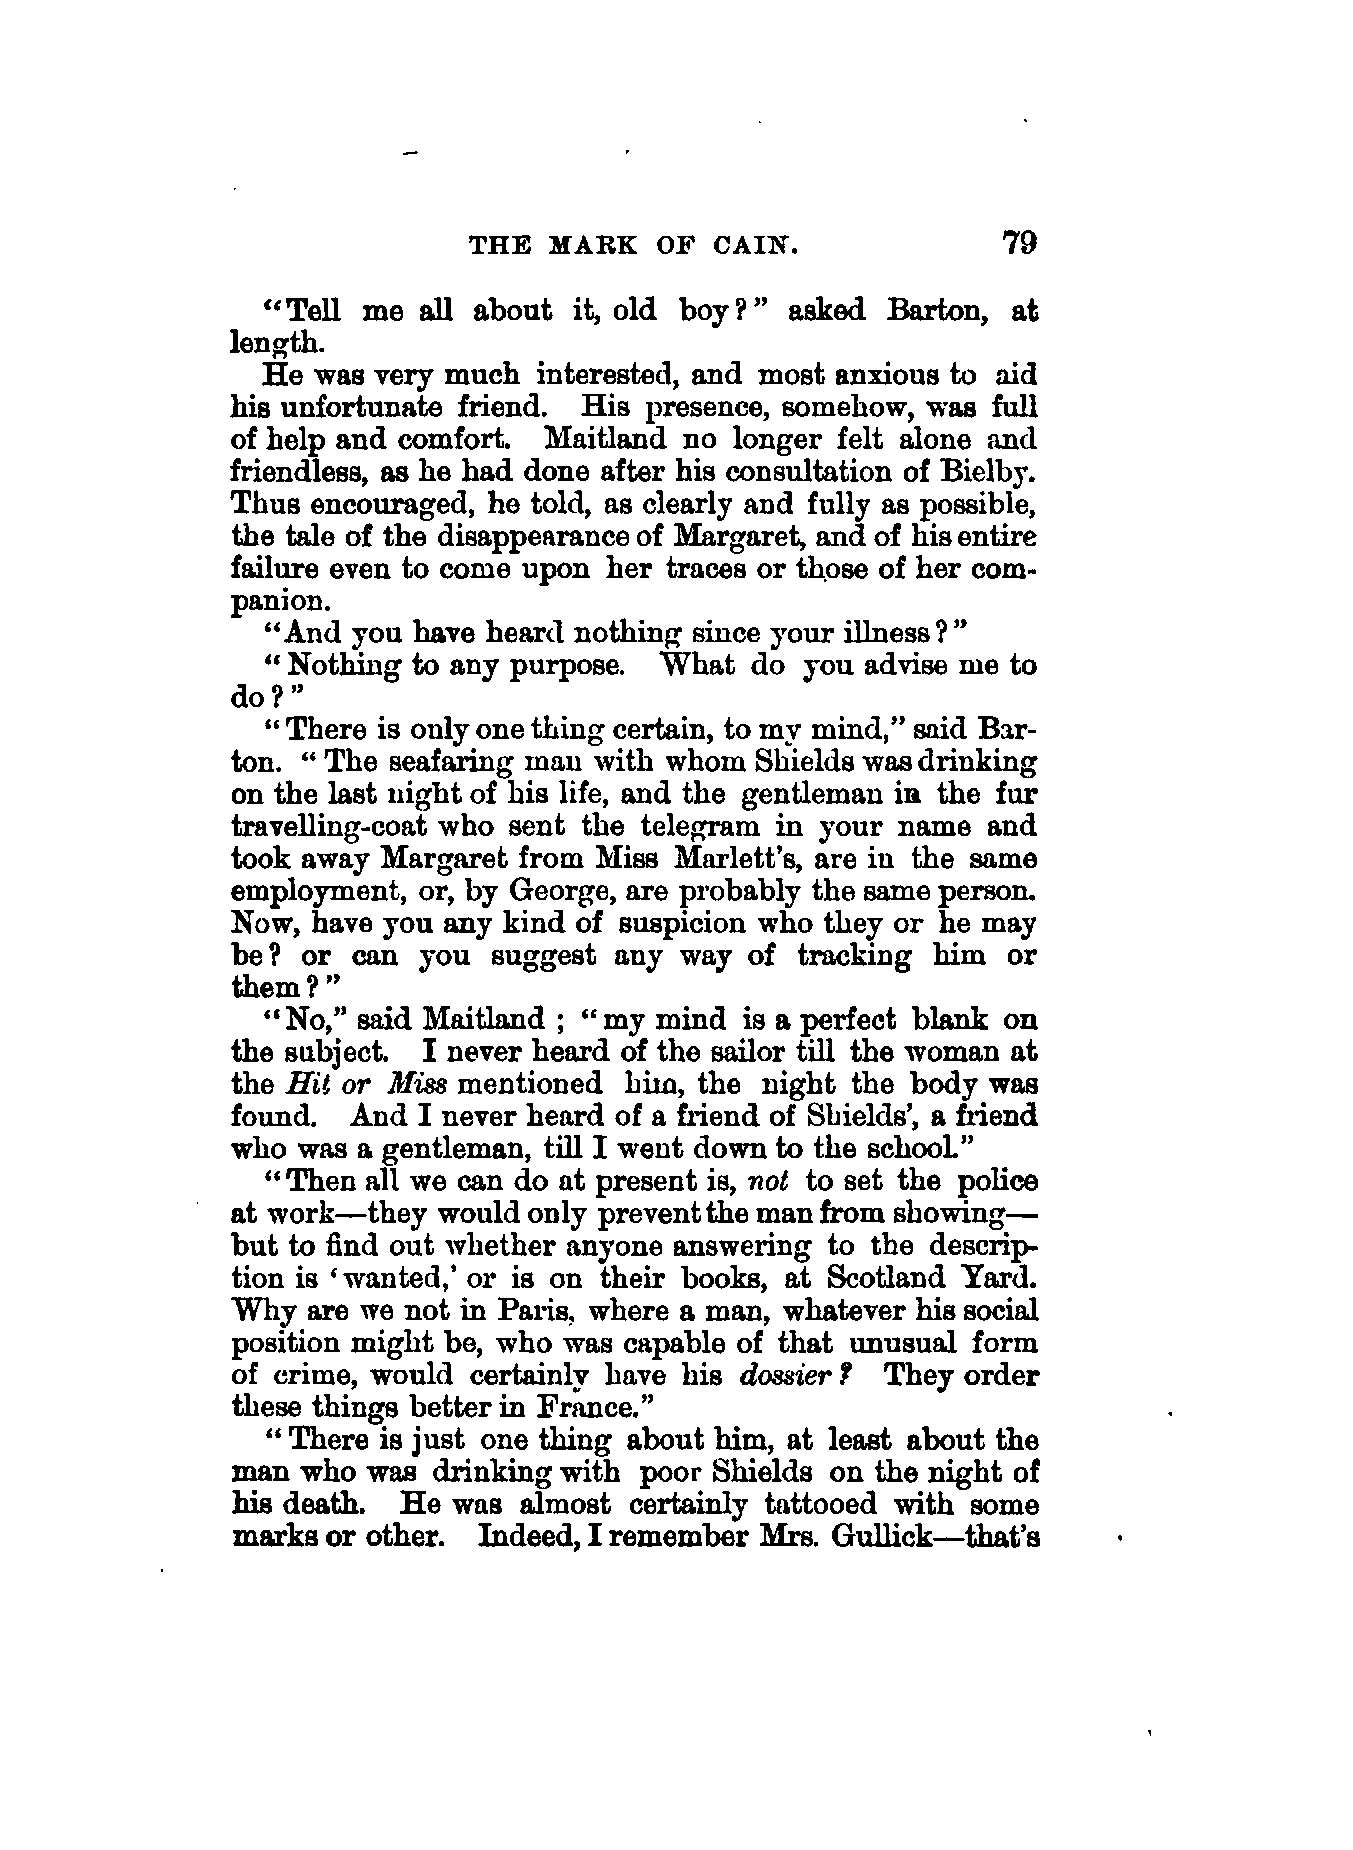 THE MARK OF CAIN. 79
“Tell me all about it, old boy?” asked Barton, at
length.
He was very much interested, and most anxious to aid
his unfortunate friend. His presence, somehow, was full
of help and comfort. Maitland no longer felt alone and
friendless, as he had done after his consultation of Bielby.
Thus encouraged, he told, as clearly and fully as possible,
the tale of the disappearance of Margaret, and of his entire
failure even to come upon her traces or those of her com-
panion.
“And you have heard nothing since your illness?”
“Nothing to any purpose. What do you advise me to
do?”
“There is only one thing certain, to my mind,” said Bar-
ton. “The seafaring man with whom Shields was drinking
on the last night of his life, and the gentleman in the fur
travelling-coat who sent the telegram in your name and
took away Margaret from Miss Marlett’s, are in the same
employment, or, by George, are probably the same person.
Now, have you any kind of suspicion who they or he may
be? or can you suggest any way of tracking him or
them?”
“No,” said Maitland ; “my mind is a perfect blank on
the subject. I never heard of the sailor till the woman at
the Hit or Miss mentioned him, the night the body was
found. And I never heard of a friend of Shields’, a friend
who was a gentleman, till I went down to the school.”
“Then all we can do at present is, not to set the police
at work—they would only prevent the man from showing—
but to find out whether anyone answering to the descrip-
tion is ‘wanted,’ or is on their books, at Scotland Yard.
Why are we not in Paris, where a man, whatever his social
position might be, who was capable of that unusual form
of crime, would certainly have his dossier? They order
these things better in France.”
“There is just one thing about him, at least about the
man who was drinking with poor Shields on the night of
his death. He was almost certainly tattooed with some
marks or other. Indeed, I remember Mrs. Gullick—that’s